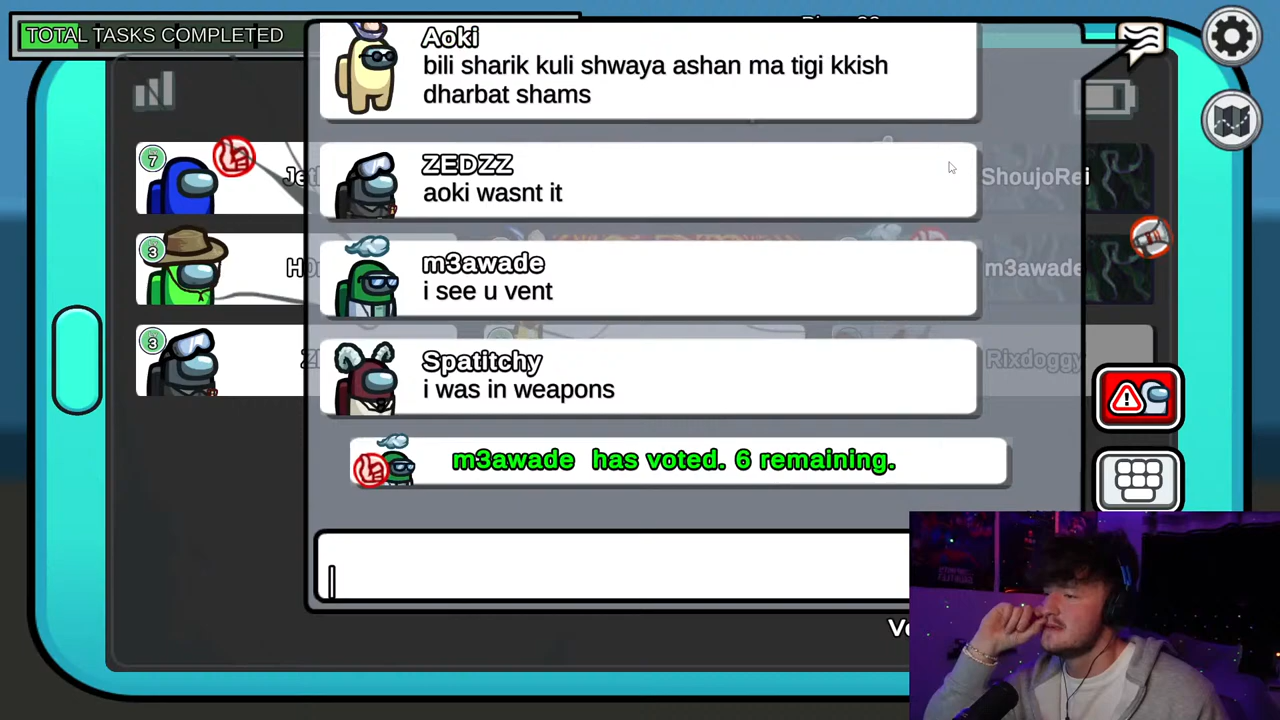 TOTAL TASKS COMPLETED
Aoki
bili sharik kuli shwaya ashan ma tigi kkish
dharbat shams
7
ZEDZZ
aoki wasnt it
ShoujoRei
3
m3awade
i see u vent
m3awade
3
Spatitchy
i was in weapons
Rixdoggy
m3awade has voted. 6 remaining.